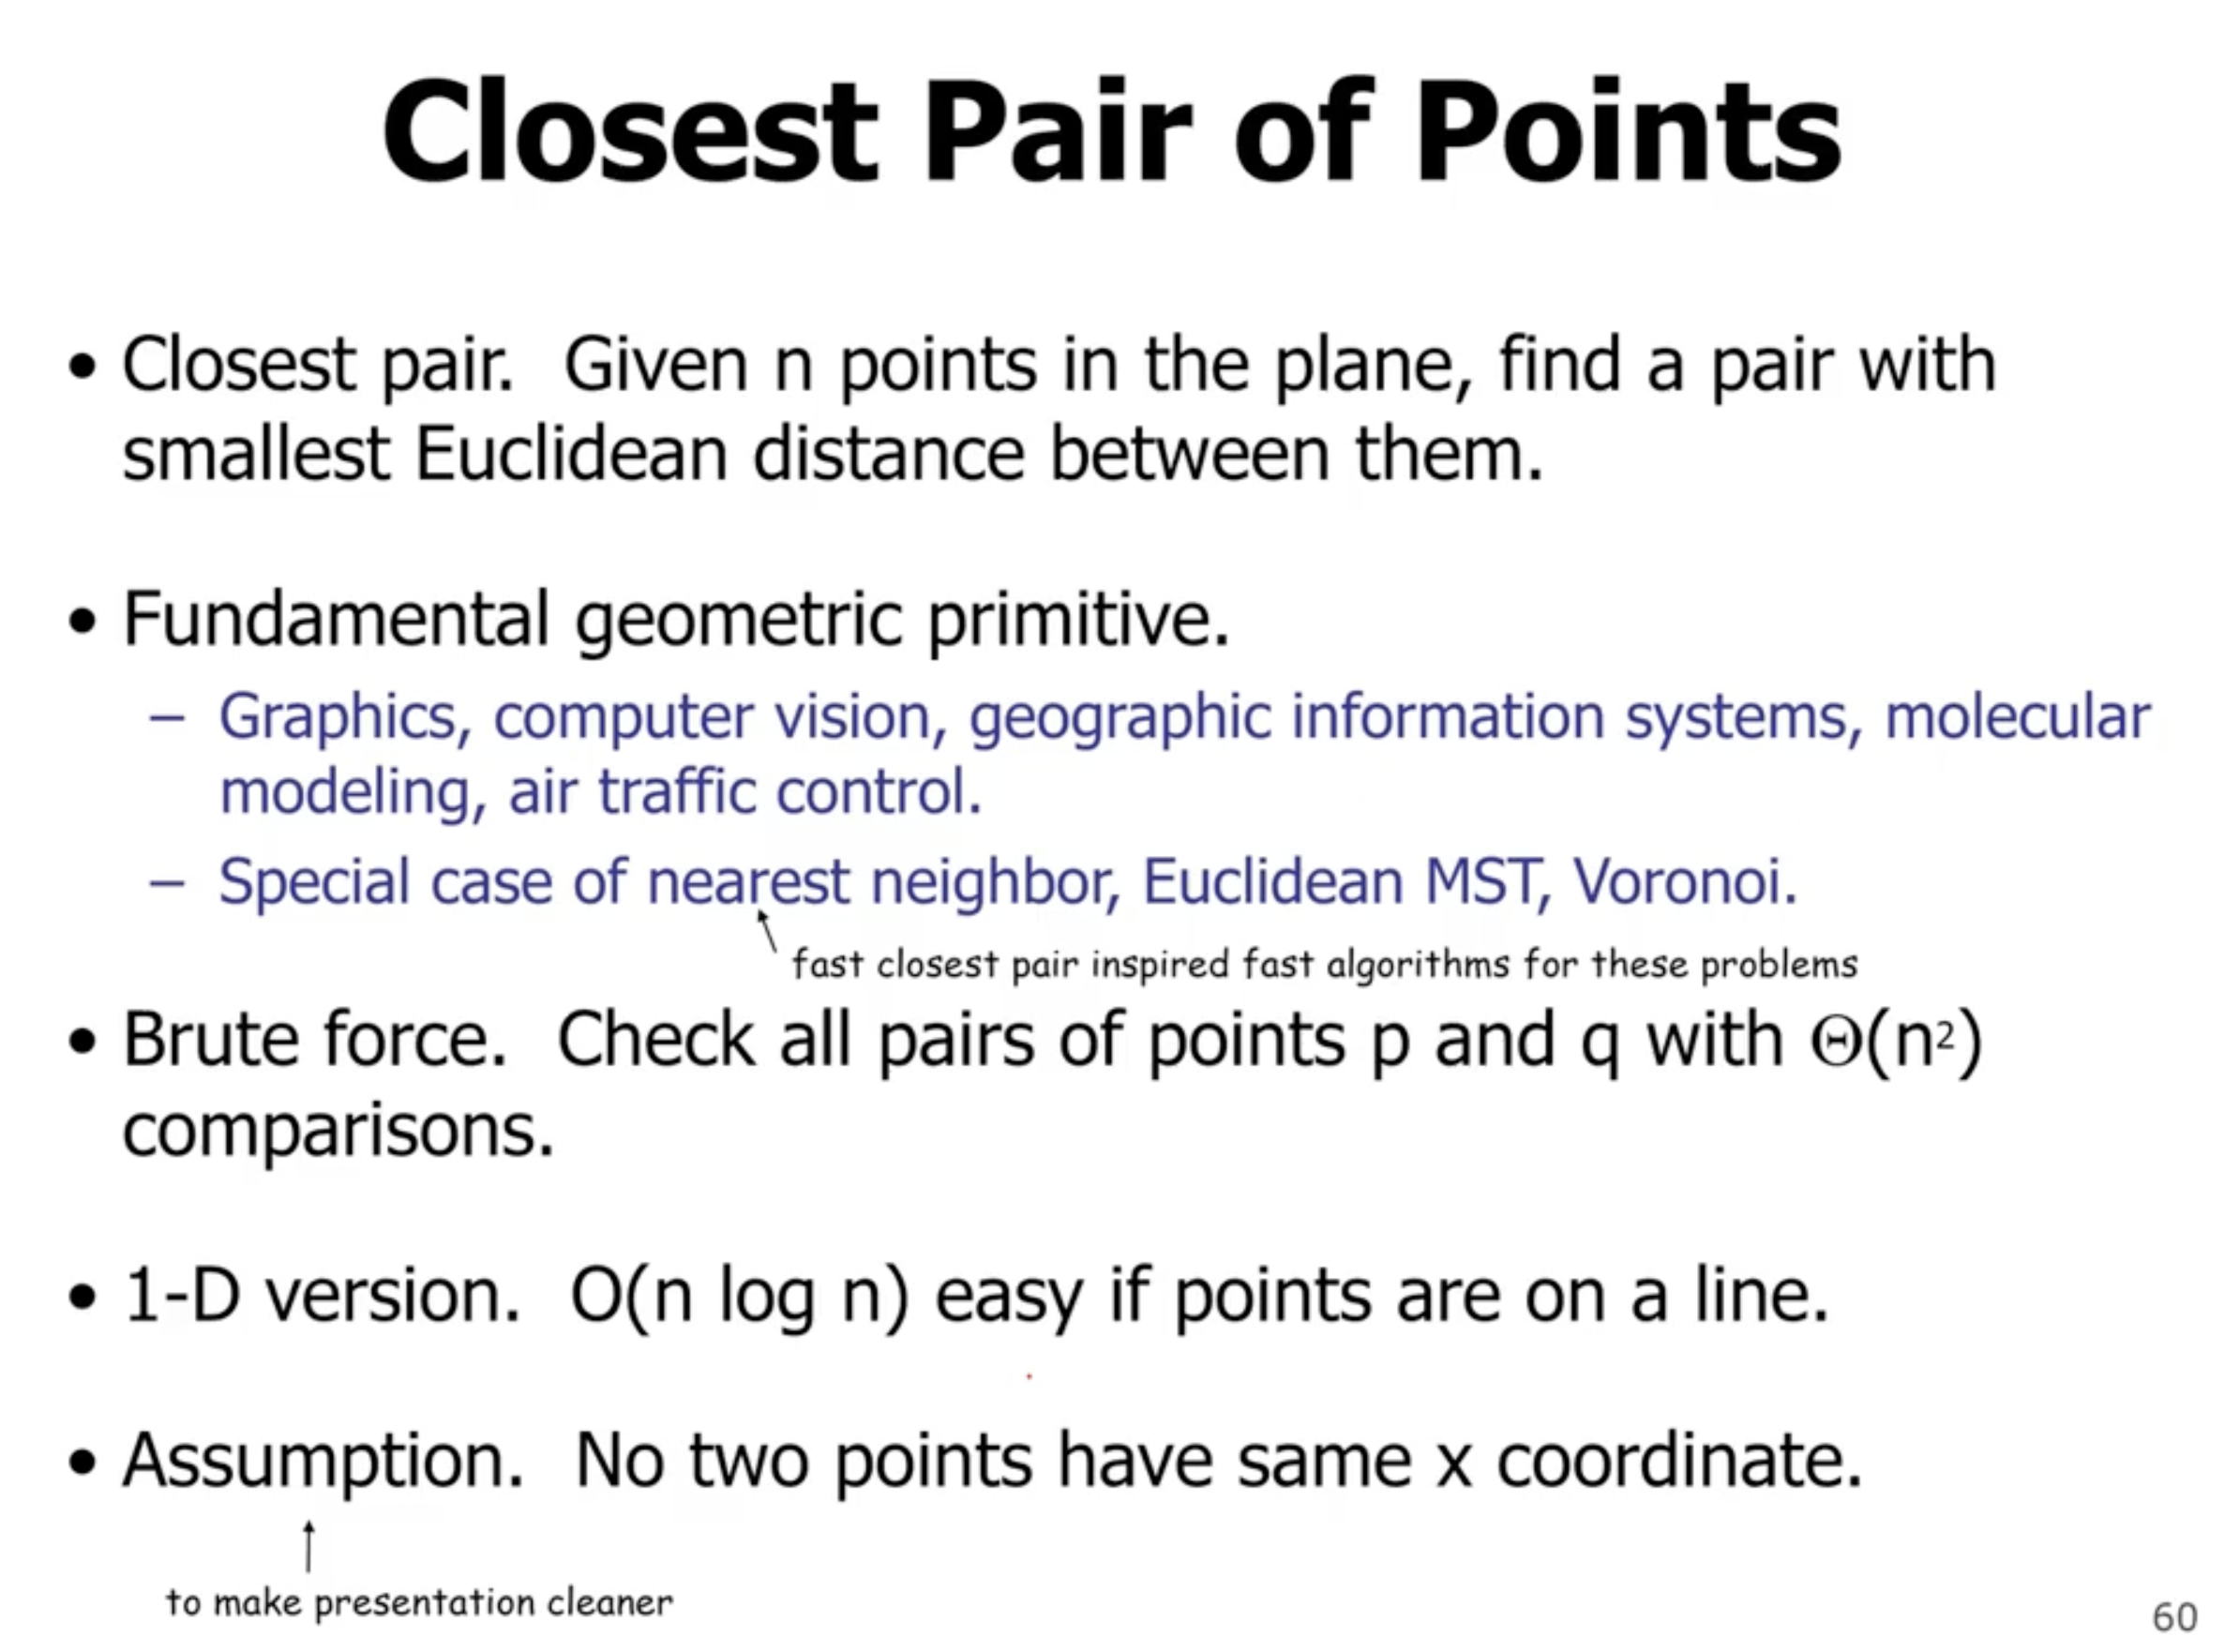 Closest Pair of Points
• Closest pair.  Given n points in the plane, find a pair with
smallest Euclidean distance between them.
• Fundamental geometric primitive.
– Graphics, computer vision, geographic information systems, molecular
modeling, air traffic control.
– Special case of nearest neighbor, Euclidean MST, Voronoi.
fast closest pair inspired fast algorithms for these problems
• Brute force.  Check all pairs of points p and q with Θ(n²)
comparisons.
• 1-D version.  O(n log n) easy if points are on a line.
• Assumption.  No two points have same x coordinate.
to make presentation cleaner
60